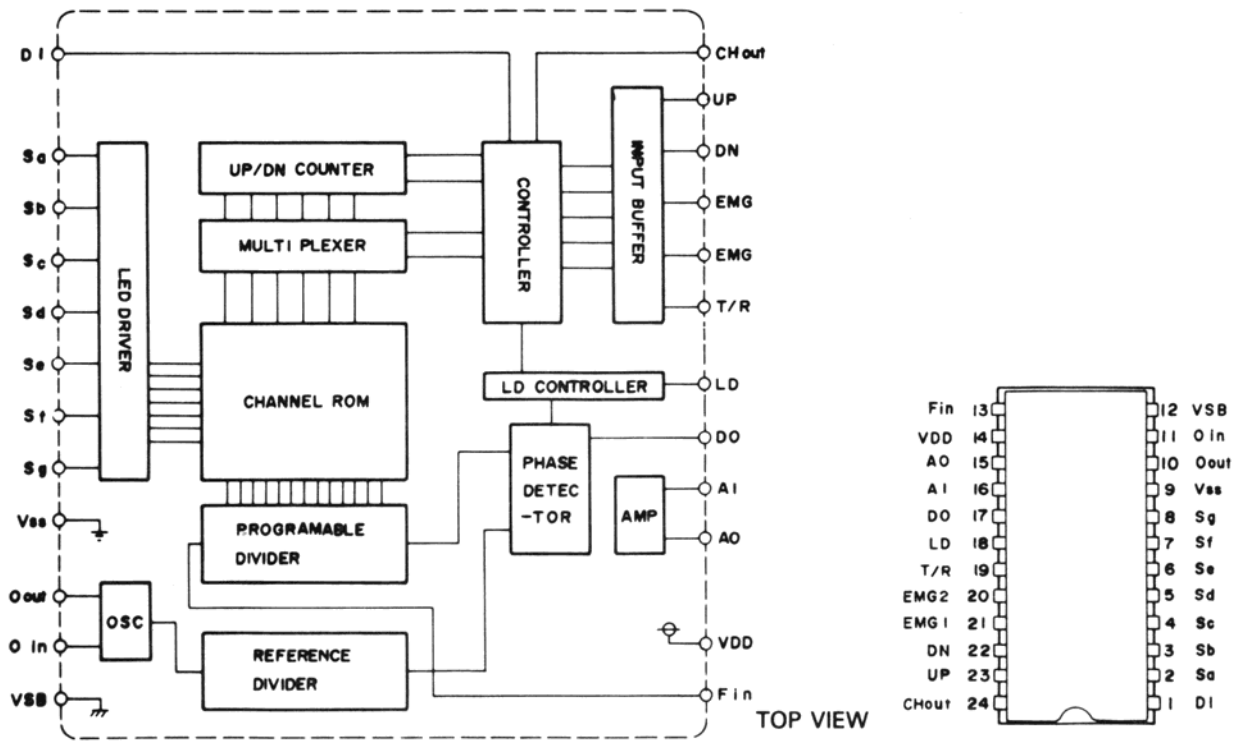 DI
CHout
UP
DN
EMG
EMG
T/R
LD
DO
AI
AO
VDD
Fin
Sa
Sb
Sc
Sd
Se
Sf
Sg
Vss
Oout
O in
VSB
LED DRIVER
UP/DN COUNTER
MULTI PLEXER
CHANNEL ROM
PROGRAMABLE
DIVIDER
OSC
REFERENCE
DIVIDER
CONTROLLER
INPUT BUFFER
LD CONTROLLER
PHASE
DETEC
-TOR
AMP
TOP VIEW
Fin 13
VDD 14
AO 15
AI 16
DO 17
LD 18
T/R 19
EMG2 20
EMG1 21
DN 22
UP 23
CHout 24
12 VSB
11 Oin
10 Oout
9 Vss
8 Sg
7 Sf
6 Se
5 Sd
4 Sc
3 Sb
2 Sa
1 DI